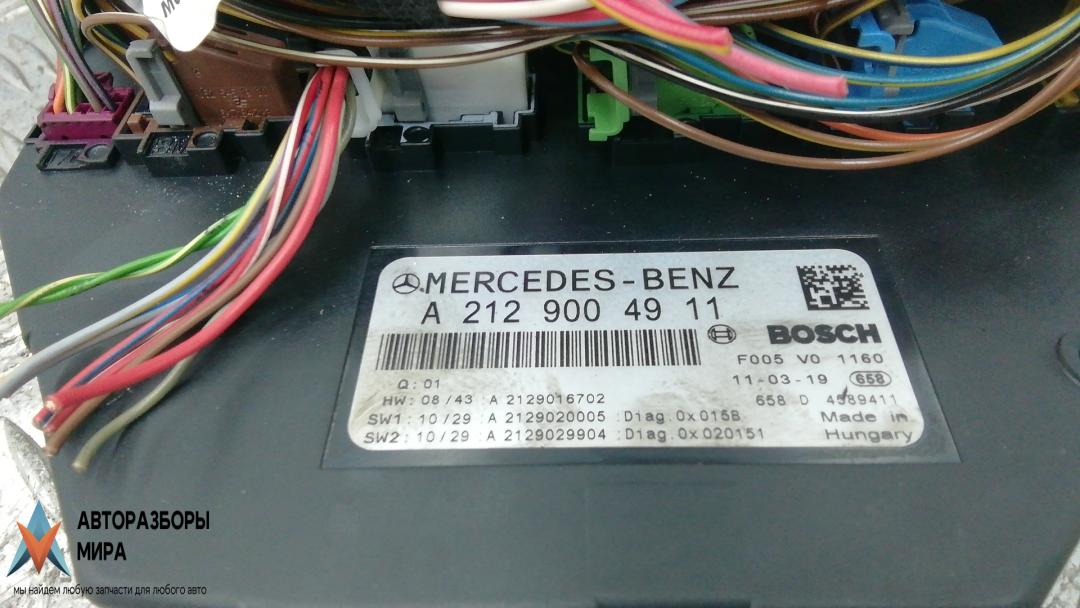 MERCEDES-BENZ
A 212 900 49 11
BOSCH
F005 V0 1160
11-03-19 658
Q: 01
HW: 08/43 : A 2129016702
658 D 4589411
SW1: 10/29 : A 2129020005 : Diag. 0x015B
Made in
SW2: 10/29 : A 2129029904 : Diag. 0x020151
Hungary
АВТОРАЗБОРЫ
МИРА
мы найдем любую запчасти для любого авто